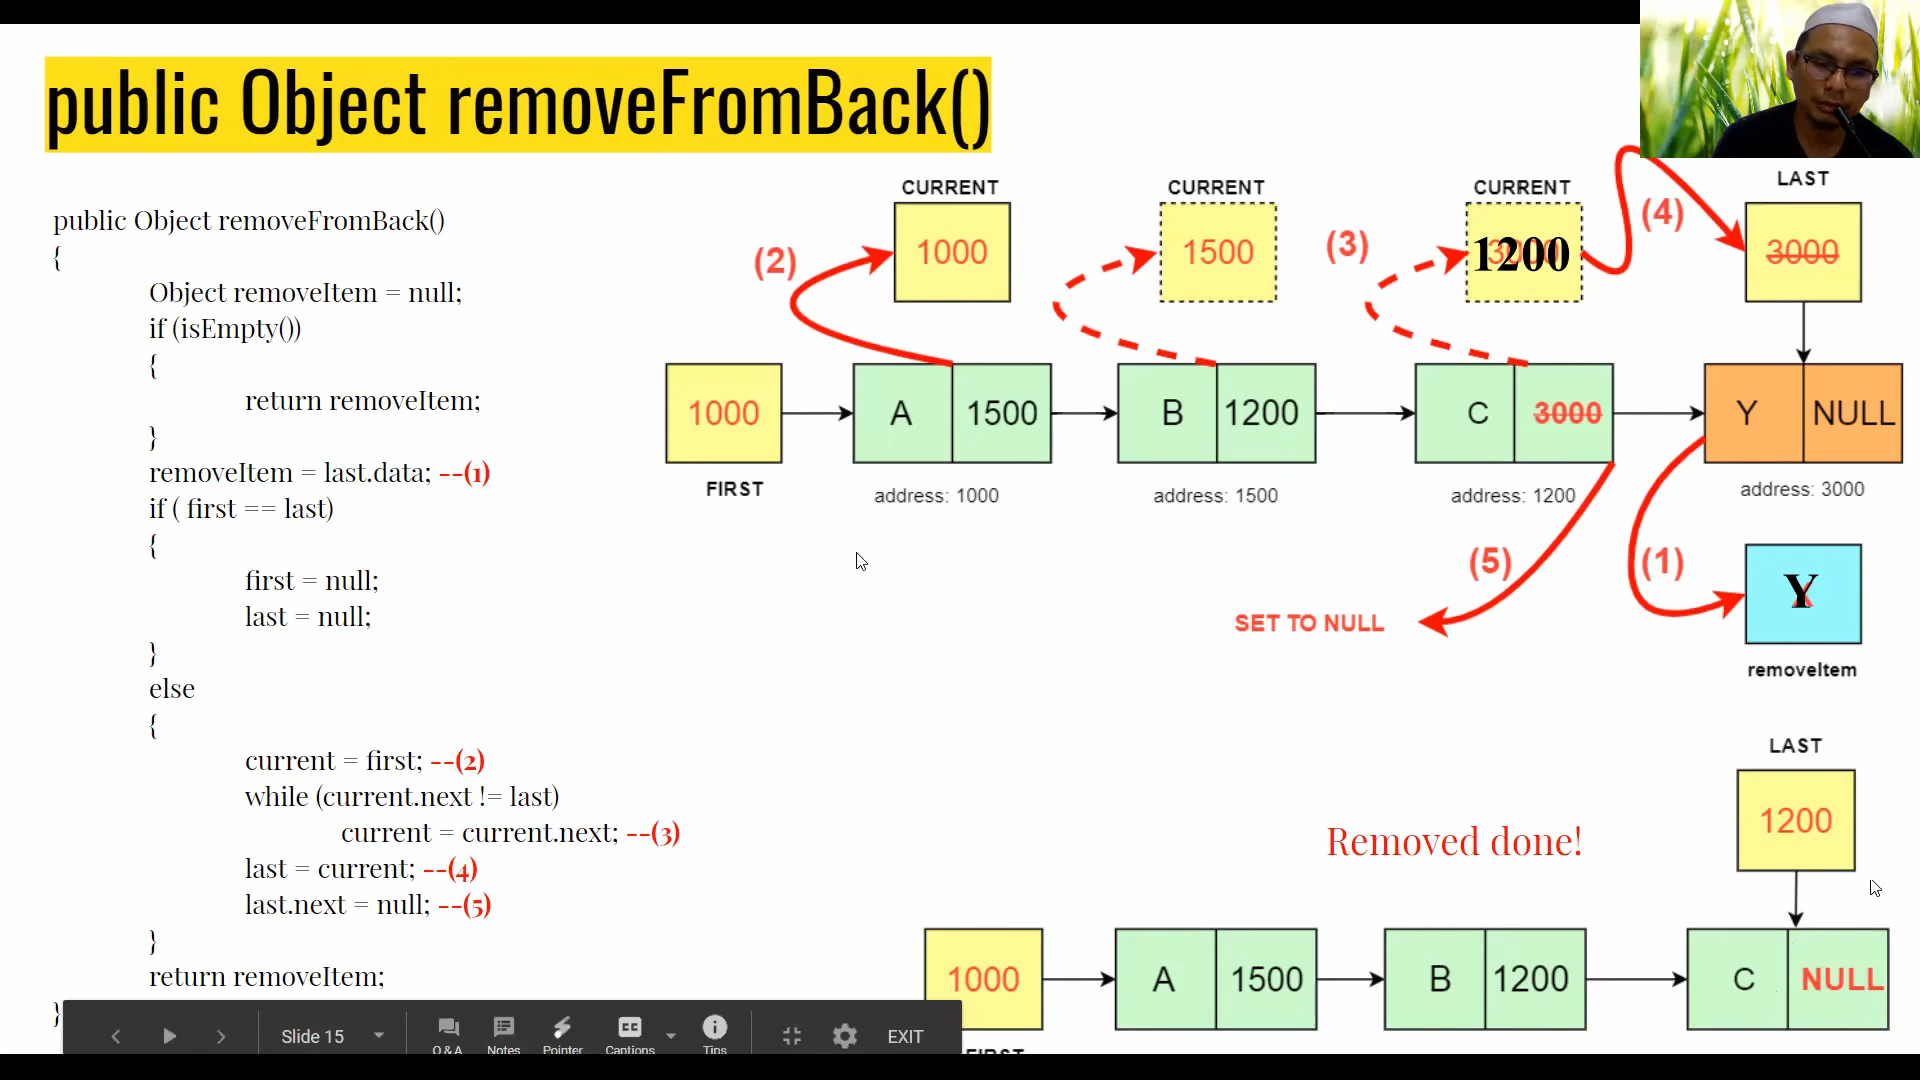 public Object removeFromBack()
public Object removeFromBack()
{
Object removeItem = null;
if (isEmpty())
{
return removeItem;
}
removeItem = last.data; --(1)
if ( first == last)
{
first = null;
last = null;
}
else
{
current = first; --(2)
while (current.next != last)
current = current.next; --(3)
last = current; --(4)
last.next = null; --(5)
}
return removeItem;
}
CURRENT CURRENT CURRENT LAST
(2) 1000 1500 (3) 1200 (4) 3000
1000 A 1500 B 1200 C 3000 Y NULL
FIRST address: 1000 address: 1500 address: 1200 address: 3000
(5) (1) Y
SET TO NULL
removeItem
LAST
1200
Removed done!
1000 A 1500 B 1200 C NULL
FIRST
Slide 15 Q & A Notes Pointer Captions Tips EXIT